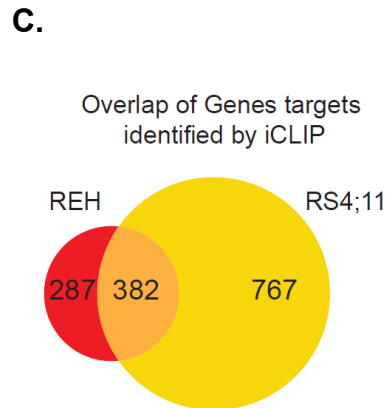 C.
Overlap of Genes targets
identified by iCLIP
REH
RS4;11
287
382
767